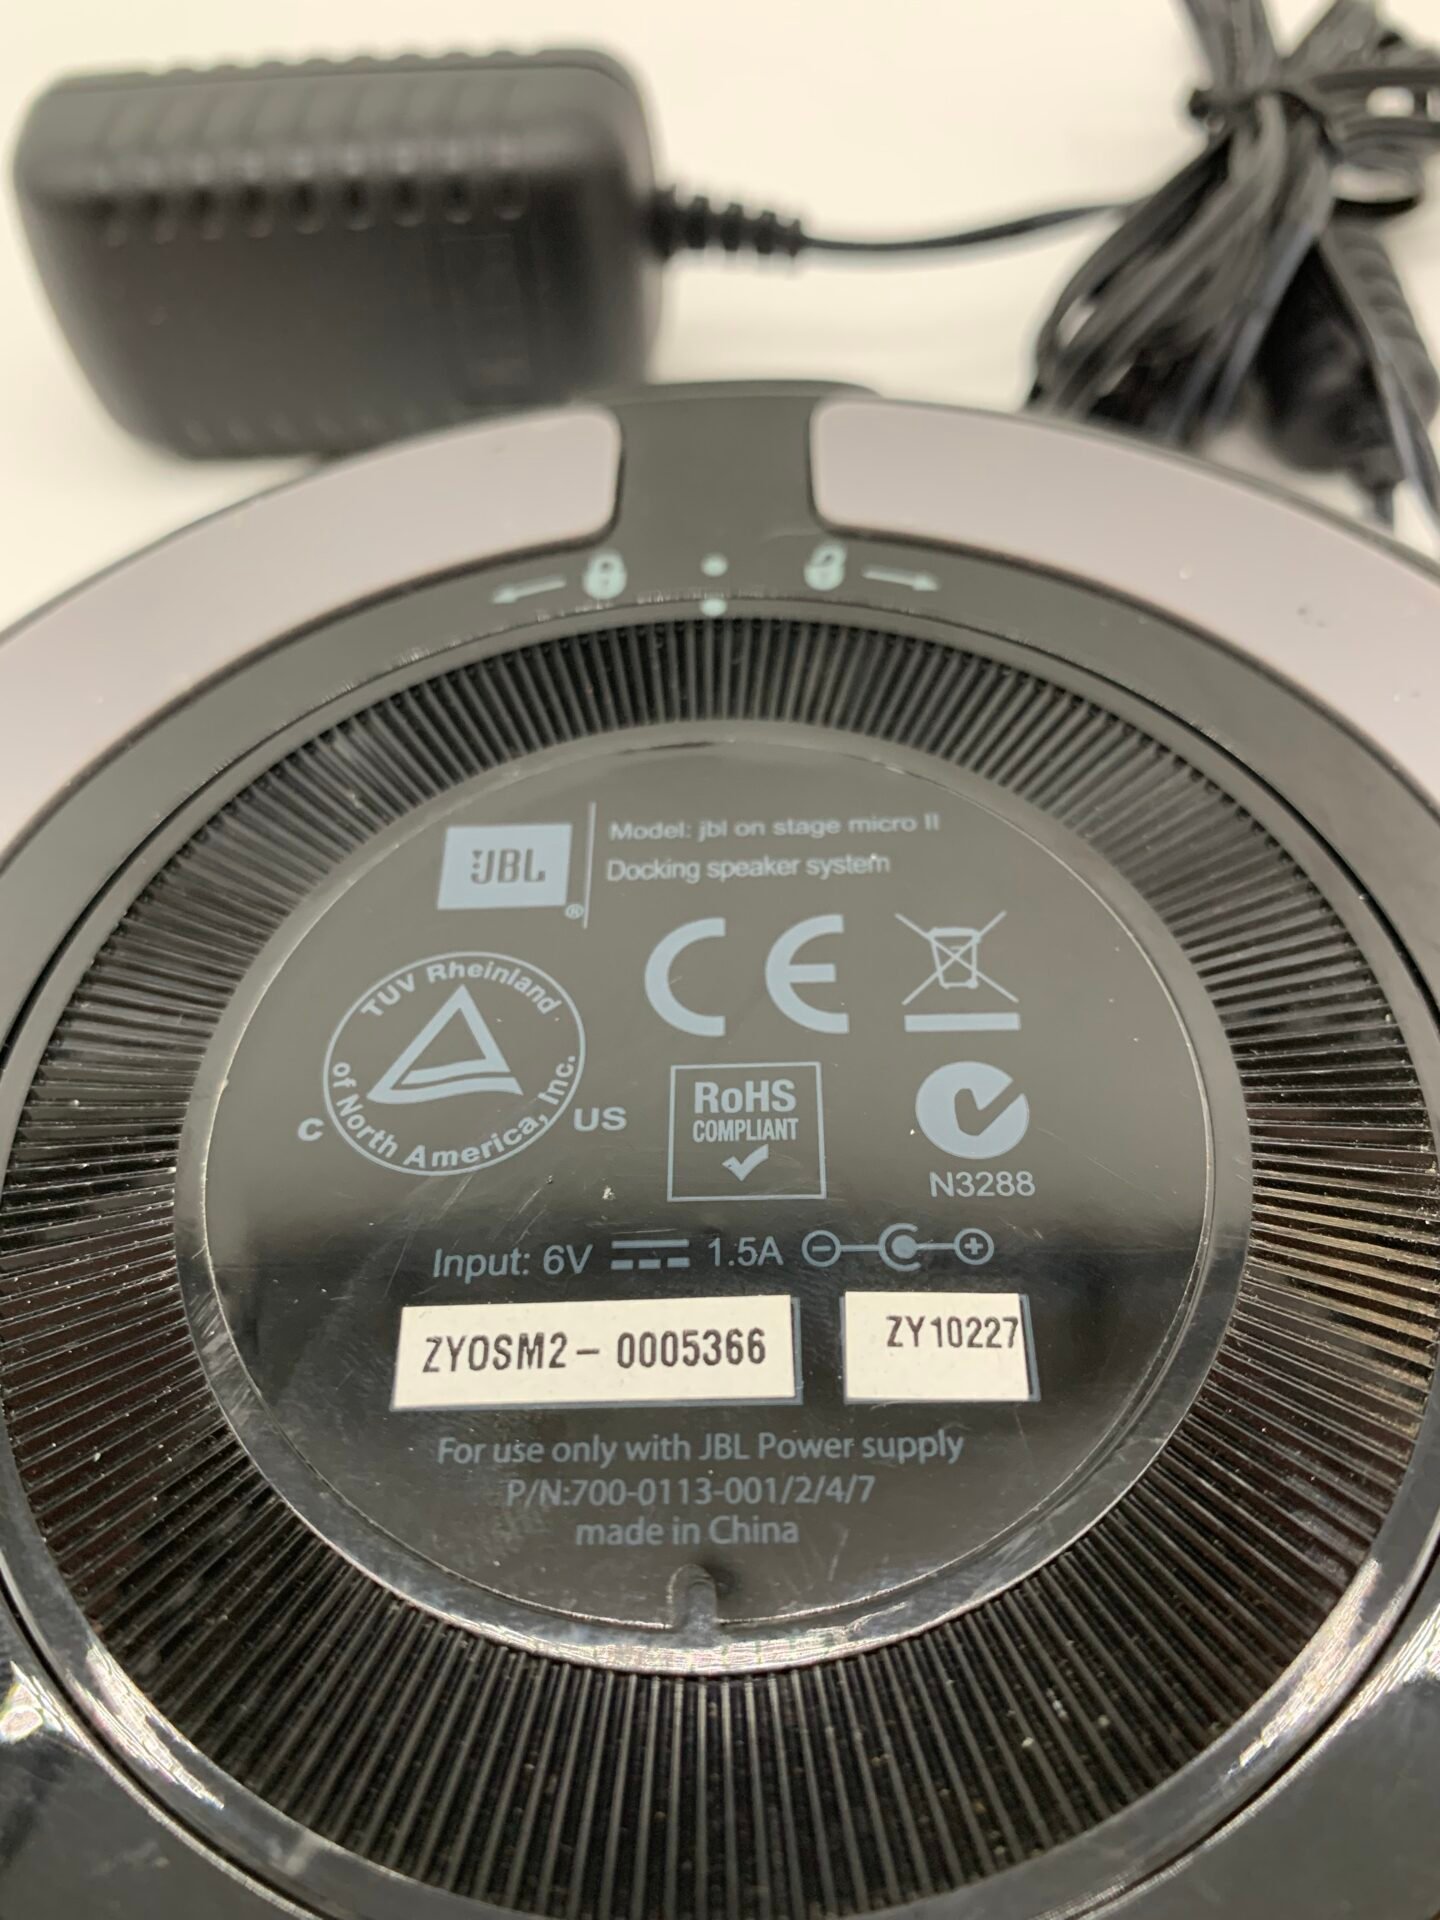 JBL®
Model: jbl on stage micro II
Docking speaker system
CE
TUV Rheinland
of North America, Inc.
C US
RoHS
COMPLIANT
N3288
Input: 6V 1.5A
ZYOSM2-0005366
ZY10227
For use only with JBL Power supply
P/N:700-0113-001/2/4/7
made in China